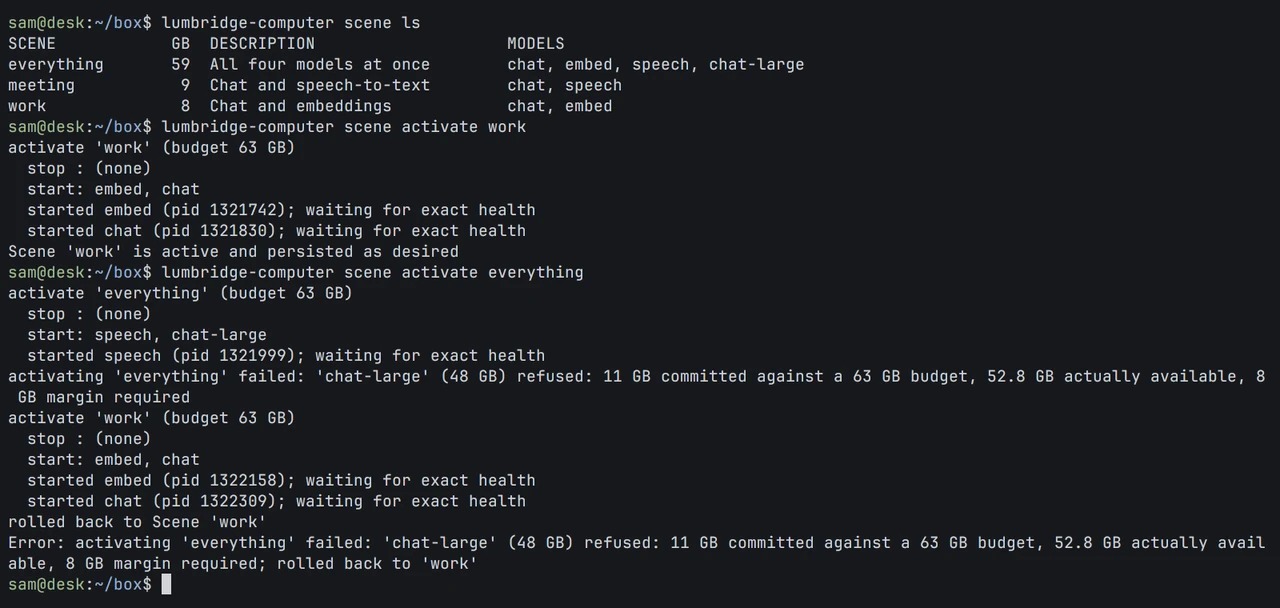 sam@desk:~/box$ lumbridge-computer scene ls
SCENE            GB  DESCRIPTION                    MODELS
everything       59  All four models at once        chat, embed, speech, chat-large
meeting           9  Chat and speech-to-text        chat, speech
work              8  Chat and embeddings            chat, embed
sam@desk:~/box$ lumbridge-computer scene activate work
activate 'work' (budget 63 GB)
  stop : (none)
  start: embed, chat
  started embed (pid 1321742); waiting for exact health
  started chat (pid 1321830); waiting for exact health
Scene 'work' is active and persisted as desired
sam@desk:~/box$ lumbridge-computer scene activate everything
activate 'everything' (budget 63 GB)
  stop : (none)
  start: speech, chat-large
  started speech (pid 1321999); waiting for exact health
activating 'everything' failed: 'chat-large' (48 GB) refused: 11 GB committed against a 63 GB budget, 52.8 GB actually available, 8
 GB margin required
activate 'work' (budget 63 GB)
  stop : (none)
  start: embed, chat
  started embed (pid 1322158); waiting for exact health
  started chat (pid 1322309); waiting for exact health
rolled back to Scene 'work'
Error: activating 'everything' failed: 'chat-large' (48 GB) refused: 11 GB committed against a 63 GB budget, 52.8 GB actually avail
able, 8 GB margin required; rolled back to 'work'
sam@desk:~/box$